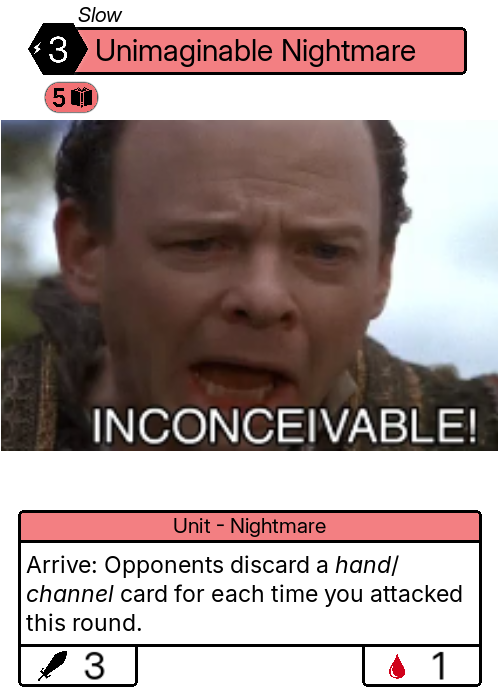 Slow
3 Unimaginable Nightmare
5
INCONCEIVABLE!
Unit - Nightmare
Arrive: Opponents discard a hand/
channel card for each time you attacked
this round.
3 1